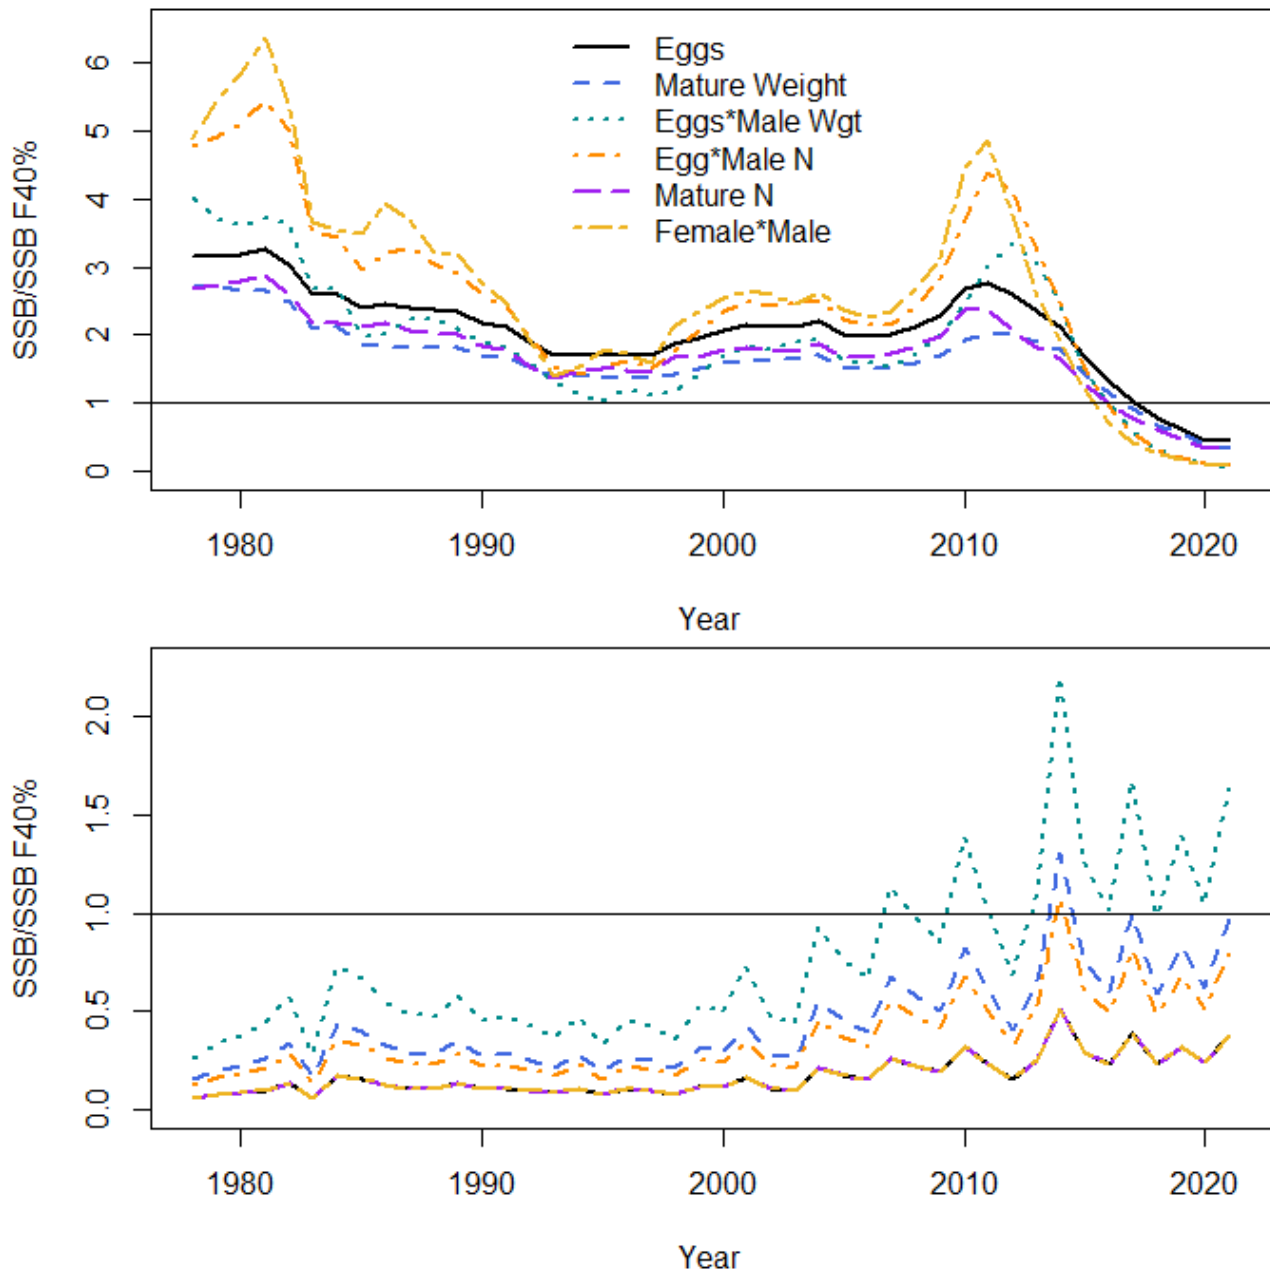 SSB/SSB F40%
6
5
4
3
2
1
0
Eggs
Mature Weight
Eggs*Male Wgt
Egg*Male N
Mature N
Female*Male
1980 1990 2000 2010 2020
Year
SSB/SSB F40%
2.0
1.5
1.0
0.5
0.0
1980 1990 2000 2010 2020
Year